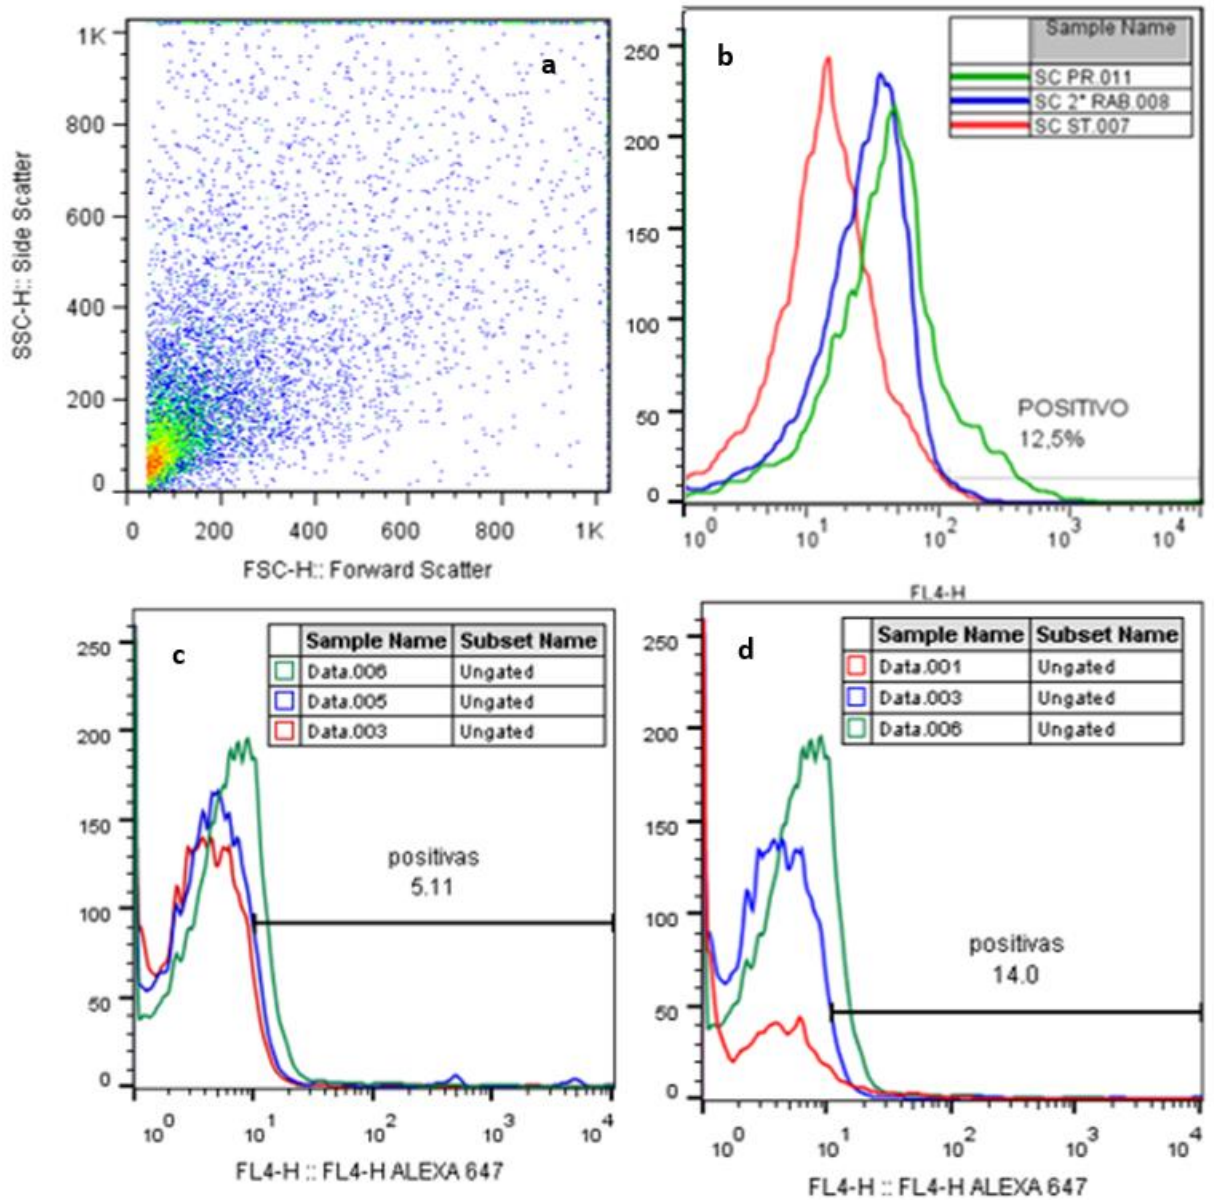 a
1K
800
600
400
200
0
SSC-H:: Side Scatter
0 200 400 600 800 1K
FSC-H:: Forward Scatter
b
Sample Name
SC PR.011
SC 2* RAB.008
SC ST.007
250
200
150
100
50
0
POSITIVO
12,5%
10^0 10^1 10^2 10^3 10^4
FL4-H
c
Sample Name Subset Name
Data.006 Ungated
Data.005 Ungated
Data.003 Ungated
250
200
150
100
50
0
positivas
5.11
10^0 10^1 10^2 10^3 10^4
FL4-H :: FL4-H ALEXA 647
d
Sample Name Subset Name
Data.001 Ungated
Data.003 Ungated
Data.006 Ungated
250
200
150
100
50
0
positivas
14.0
10^0 10^1 10^2 10^3 10^4
FL4-H :: FL4-H ALEXA 647